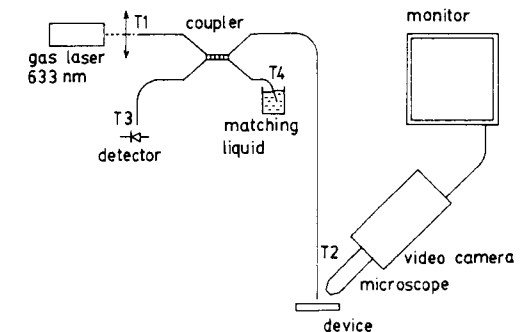 monitor
T1
coupler
gas laser
633 nm
T4
T3
matching
liquid
detector
T2
video camera
microscope
device